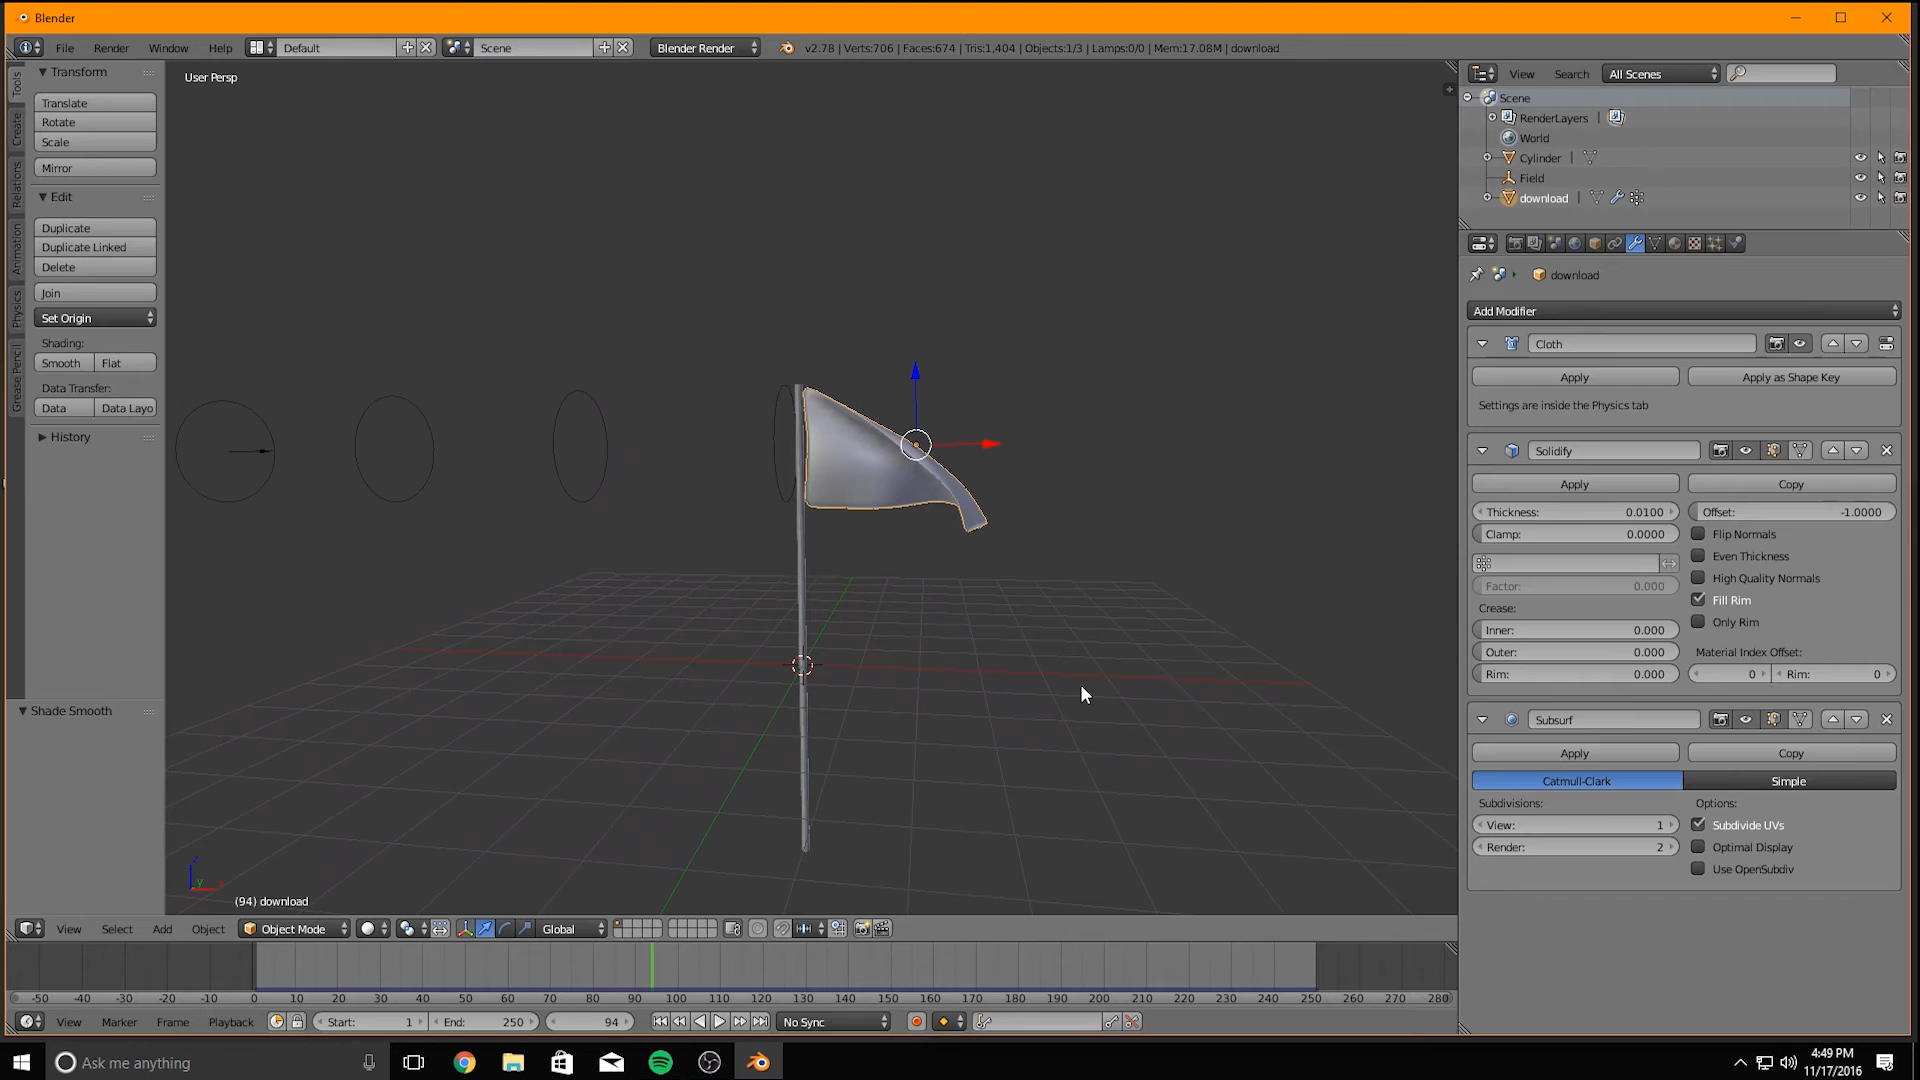 Blender
File Render Window Help Default Scene Blender Render v2.78 | Verts:706 | Faces:674 | Tris:1,404 | Objects:1/3 | Lamps:0/0 | Mem:17.08M | download
Tools
Create
Relations
Animation
Physics
Grease Pencil
Transform
Translate
Rotate
Scale
Mirror
Edit
Duplicate
Duplicate Linked
Delete
Join
Set Origin
Shading:
Smooth Flat
Data Transfer:
Data Data Layo
History
Shade Smooth
User Persp
z
y
(94) download
View Search All Scenes
Scene
RenderLayers |
World
Cylinder |
Field
download |
download
Add Modifier
Cloth
Apply Apply as Shape Key
Settings are inside the Physics tab
Solidify
Apply Copy
Thickness: 0.0100 Offset: -1.0000
Clamp: 0.0000 Flip Normals
Even Thickness
Factor: 0.000 High Quality Normals
Crease: Fill Rim
Inner: 0.000 Only Rim
Outer: 0.000 Material Index Offset:
Rim: 0.000 0 Rim: 0
Subsurf
Apply Copy
Catmull-Clark Simple
Subdivisions: Options:
View: 1 Subdivide UVs
Render: 2 Optimal Display
Use OpenSubdiv
View Select Add Object Object Mode Global
-50 -40 -30 -20 -10 0 10 20 30 40 50 60 70 80 90 100 110 120 130 140 150 160 170 180 190 200 210 220 230 240 250 260 270 280
View Marker Frame Playback Start: 1 End: 250 94 No Sync
Ask me anything
4:49 PM
11/17/2016